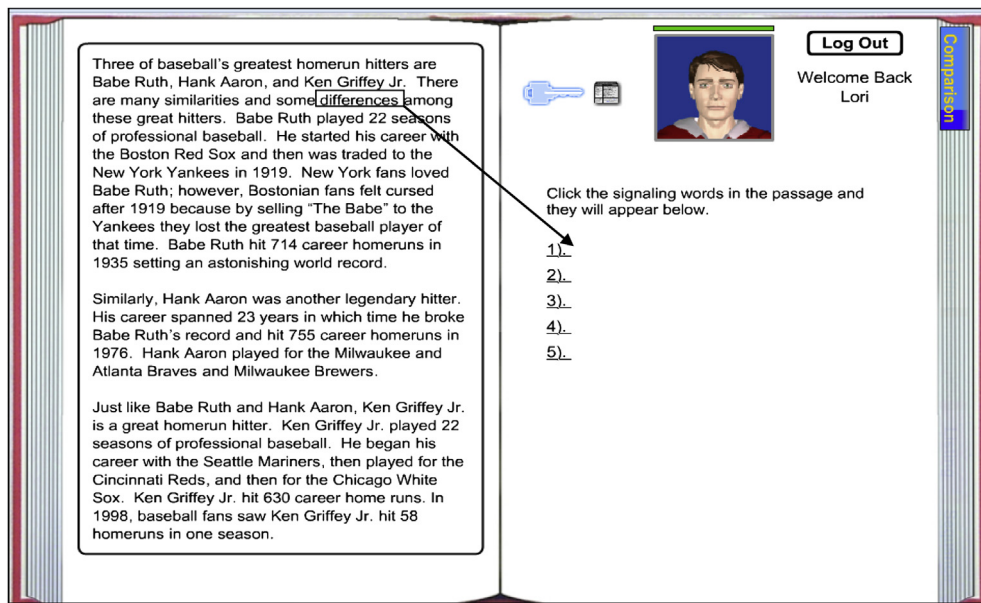 Three of baseball's greatest homerun hitters are
Babe Ruth, Hank Aaron, and Ken Griffey Jr.  There
are many similarities and some differences among
these great hitters.  Babe Ruth played 22 seasons
of professional baseball.  He started his career with
the Boston Red Sox and then was traded to the
New York Yankees in 1919.  New York fans loved
Babe Ruth; however, Bostonian fans felt cursed
after 1919 because by selling “The Babe” to the
Yankees they lost the greatest baseball player of
that time.  Babe Ruth hit 714 career homeruns in
1935 setting an astonishing world record.
Similarly, Hank Aaron was another legendary hitter.
His career spanned 23 years in which time he broke
Babe Ruth's record and hit 755 career homeruns in
1976.  Hank Aaron played for the Milwaukee and
Atlanta Braves and Milwaukee Brewers.
Just like Babe Ruth and Hank Aaron, Ken Griffey Jr.
is a great homerun hitter.  Ken Griffey Jr. played 22
seasons of professional baseball.  He began his
career with the Seattle Mariners, then played for the
Cincinnati Reds, and then for the Chicago White
Sox.  Ken Griffey Jr. hit 630 career home runs. In
1998, baseball fans saw Ken Griffey Jr. hit 58
homeruns in one season.
Log Out
Welcome Back
Lori
Comparison
Click the signaling words in the passage and
they will appear below.
1).
2).
3).
4).
5).